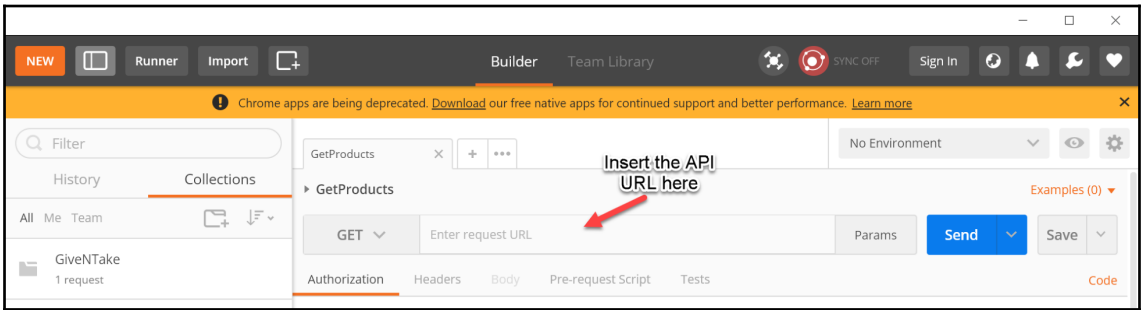 NEW Runner Import Builder Team Library SYNC OFF Sign In
Chrome apps are being deprecated. Download our free native apps for continued support and better performance. Learn more
Filter
History Collections
All Me Team
GiveNTake
1 request
GetProducts
No Environment
Insert the API
URL here
GetProducts
Examples (0)
GET Enter request URL Params Send Save
Authorization Headers Body Pre-request Script Tests Code